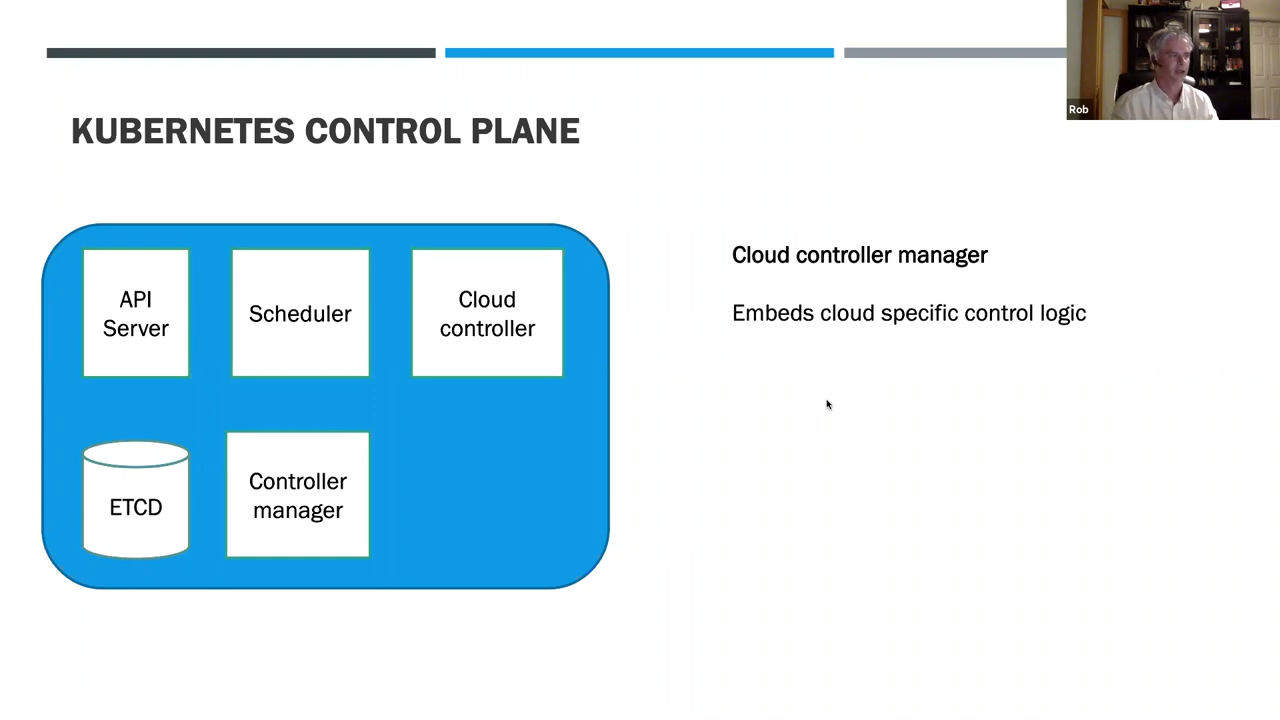 Rob
KUBERNETES CONTROL PLANE
API
Server
Scheduler
Cloud
controller
ETCD
Controller
manager
Cloud controller manager
Embeds cloud specific control logic